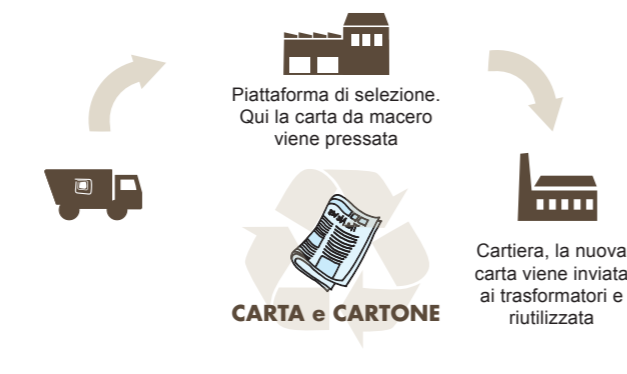 Piattaforma di selezione.
Qui la carta da macero
viene pressata
Cartiera, la nuova
carta viene inviata
ai trasformatori e
riutilizzata
CARTA e CARTONE